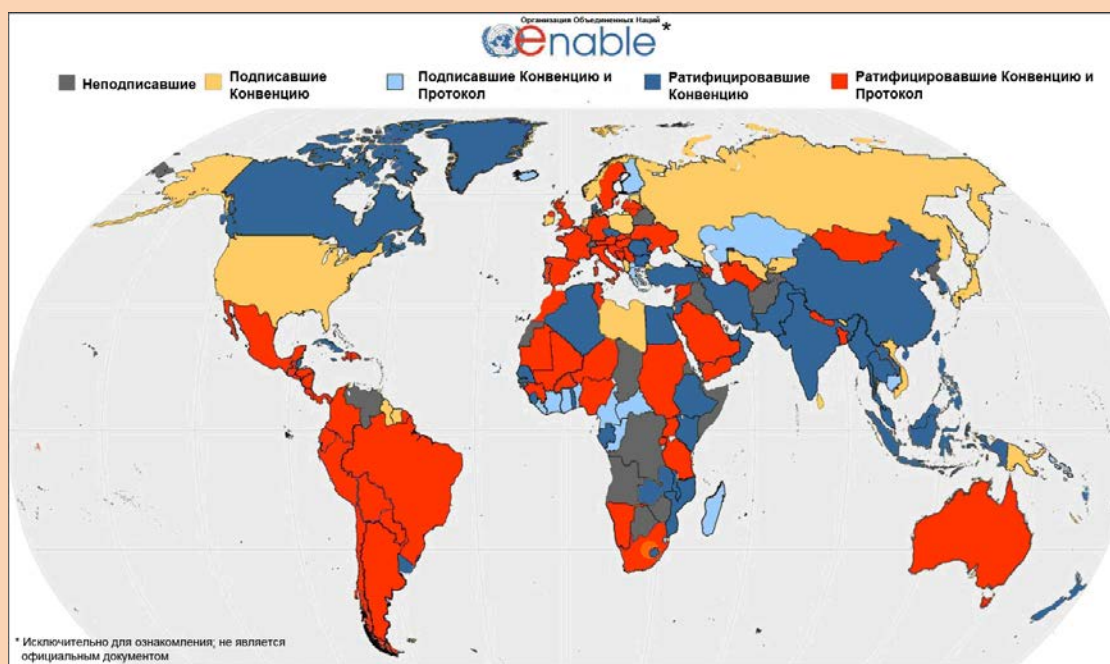 Организация Объединенных Наций
enable*
Неподписавшие
Подписавшие
Конвенцию
Подписавшие Конвенцию и
Протокол
Ратифицировавшие
Конвенцию
Ратифицировавшие Конвенцию и
Протокол
* Исключительно для ознакомления; не является
официальным документом